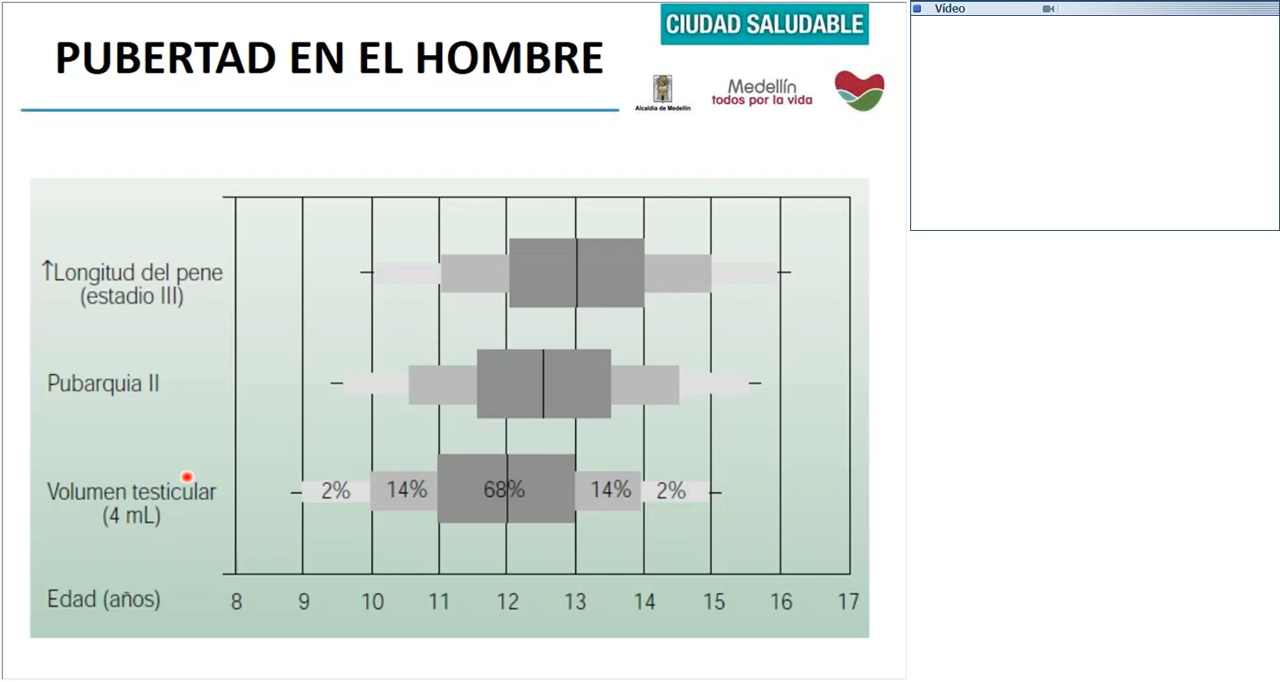 Vídeo
CIUDAD SALUDABLE
PUBERTAD EN EL HOMBRE
Alcaldía de Medellín
Medellín
todos por la vida
↑Longitud del pene
(estadio III)
Pubarquia II
Volumen testicular
(4 mL)
2% 14% 68% 14% 2%
Edad (años) 8 9 10 11 12 13 14 15 16 17